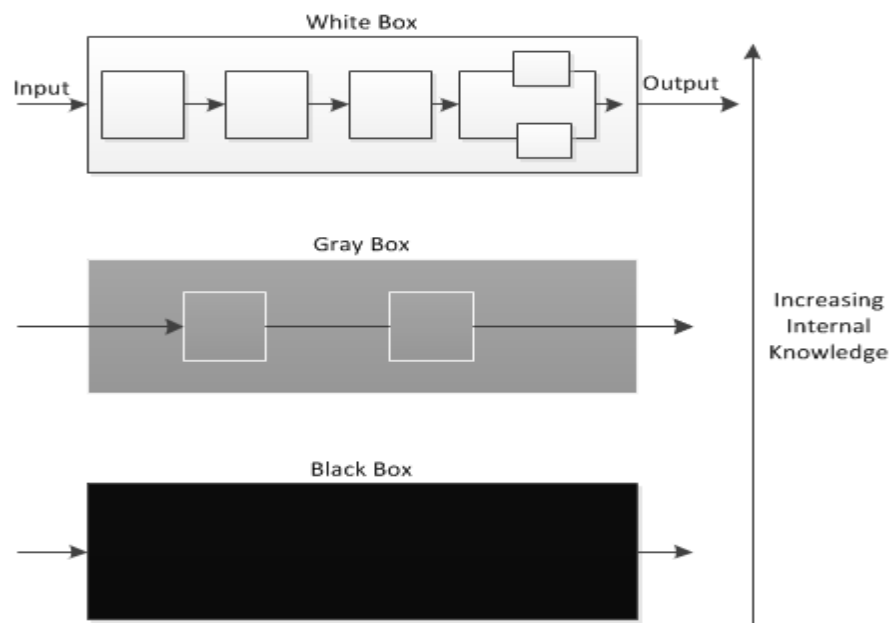 White Box
Input
Output
Gray Box
Increasing
Internal
Knowledge
Black Box